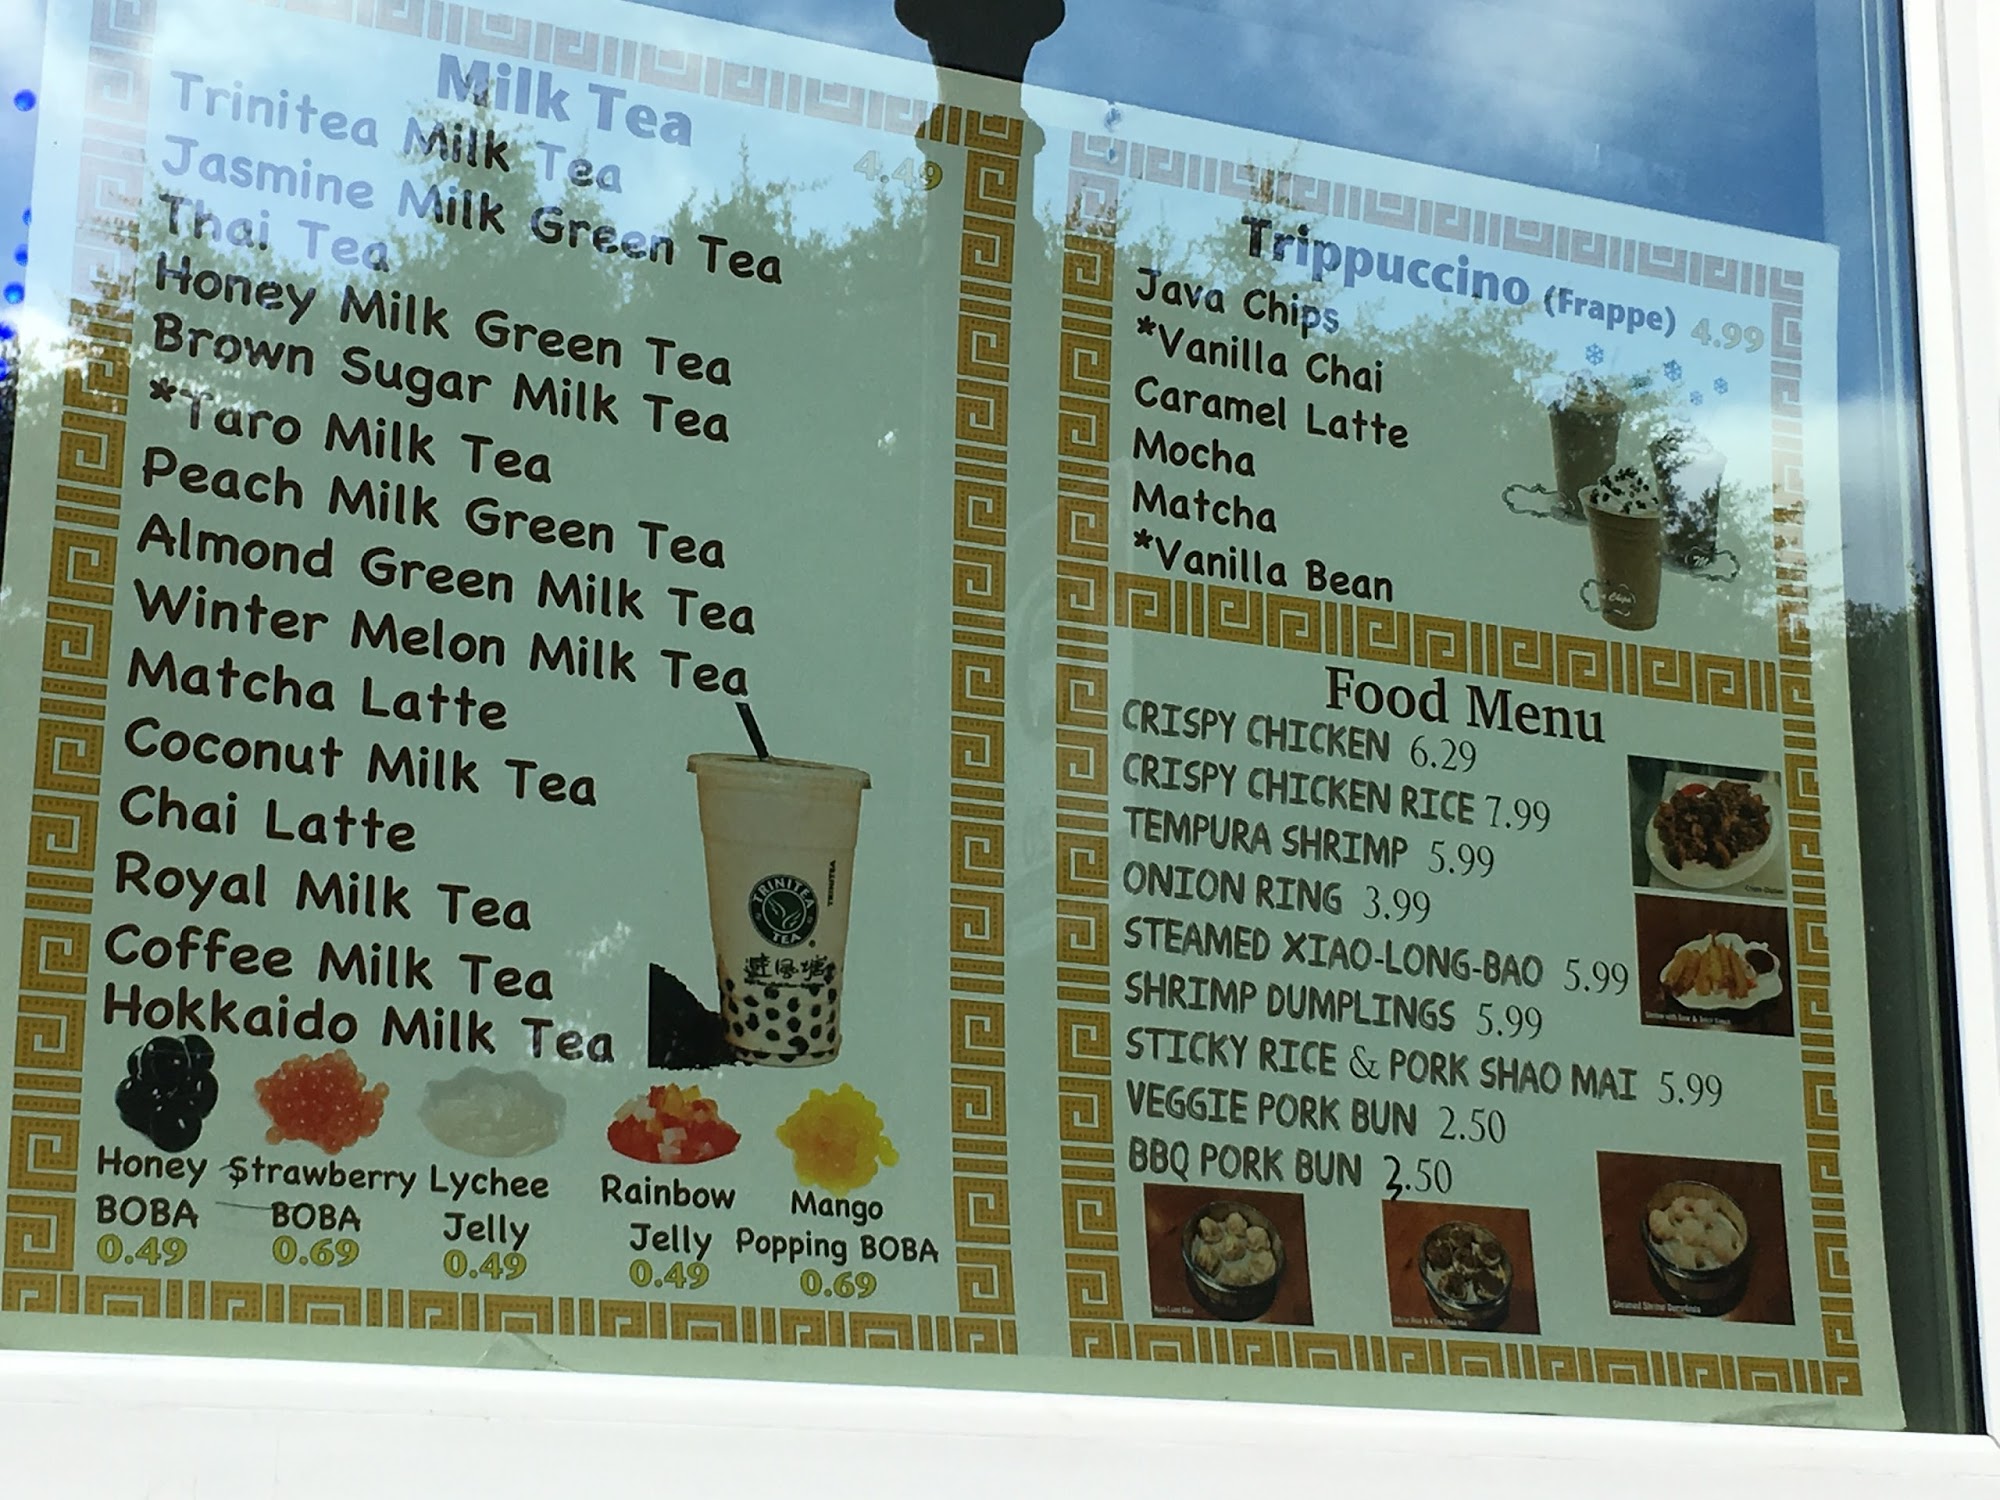 Milk Tea
Trinitea Milk Tea 4.49
Jasmine Milk Green Tea
Thai Tea
Honey Milk Green Tea
Brown Sugar Milk Tea
*Taro Milk Tea
Peach Milk Green Tea
Almond Green Milk Tea
Winter Melon Milk Tea
Matcha Latte
Coconut Milk Tea
Chai Latte
Royal Milk Tea
Coffee Milk Tea
Hokkaido Milk Tea
TRINITEA
TEA
TRINITEA
避風塘
Honey BOBA 0.49
Strawberry BOBA 0.69
Lychee Jelly 0.49
Rainbow Jelly 0.49
Mango Popping BOBA 0.69
Trippuccino (Frappe) 4.99
Java Chips
*Vanilla Chai
Caramel Latte
Mocha
Matcha
*Vanilla Bean
Food Menu
CRISPY CHICKEN 6.29
CRISPY CHICKEN RICE 7.99
TEMPURA SHRIMP 5.99
ONION RING 3.99
STEAMED XIAO-LONG-BAO 5.99
SHRIMP DUMPLINGS 5.99
STICKY RICE & PORK SHAO MAI 5.99
VEGGIE PORK BUN 2.50
BBQ PORK BUN .50
Steamed Shrimp Dumplings